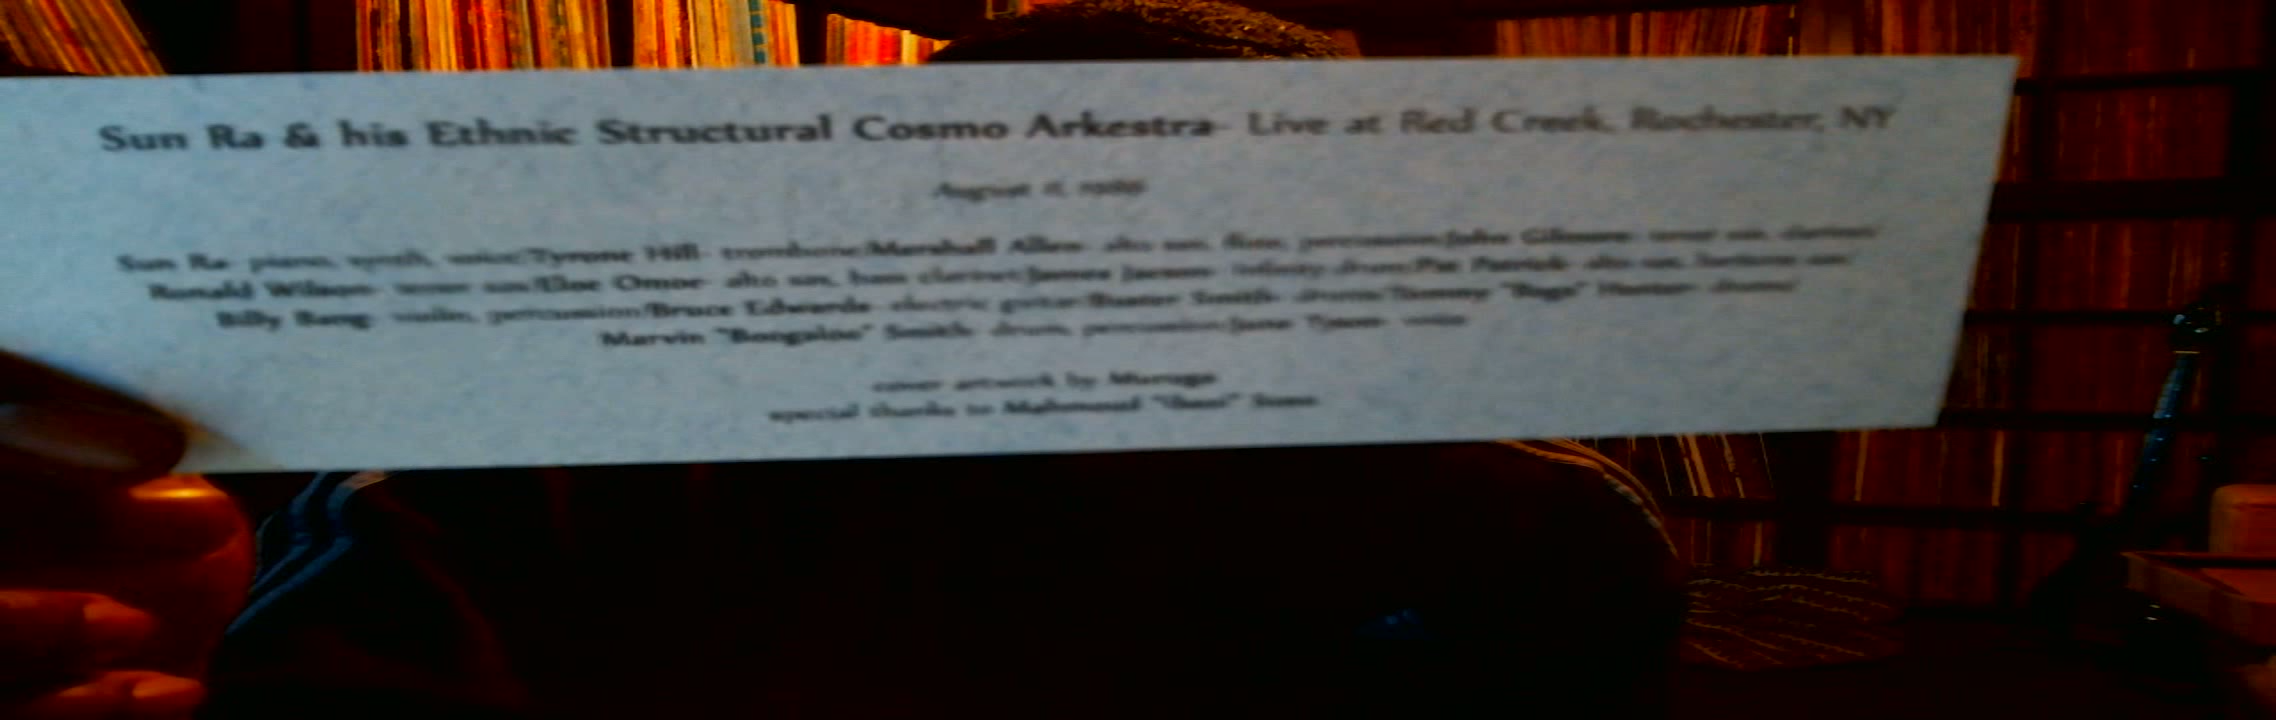 Sun Ra & his Ethnic Structural Cosmo Arkestra- Live at Red Creek, Rochester, NY
August
Sun Ra- piano, synth, voice/Tyrone Hill- trombone/Marshall Allen- alto sax, flute, percussion/John Gilmore- tenor sax, clarinet/
Ronald Wilson- tenor sax/Eloe Omoe- alto sax, bass clarinet/James Jacson- infinity drum/Pat Patrick- alto sax, baritone sax/
Billy Bang- violin, percussion/Bruce Edwards- electric guitar/Buster Smith- drums/Tommy "Bugs" Hunter- drums/
Marvin "Boogaloo" Smith- drum, percussion/June Tyson- voice
cover artwork by
special thanks to Mahmoud